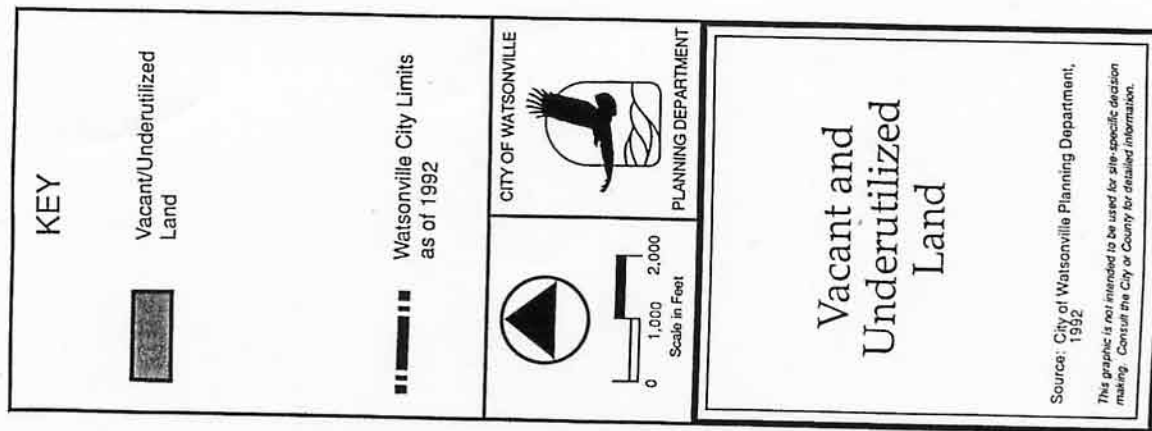 KEY
Vacant/Underutilized
Land
Watsonville City Limits
as of 1992
0 1,000 2,000
Scale in Feet
CITY OF WATSONVILLE
PLANNING DEPARTMENT
Vacant and
Underutilized
Land
Source: City of Watsonville Planning Department,
1992
This graphic is not intended to be used for site-specific decision
making. Consult the City or County for detailed information.